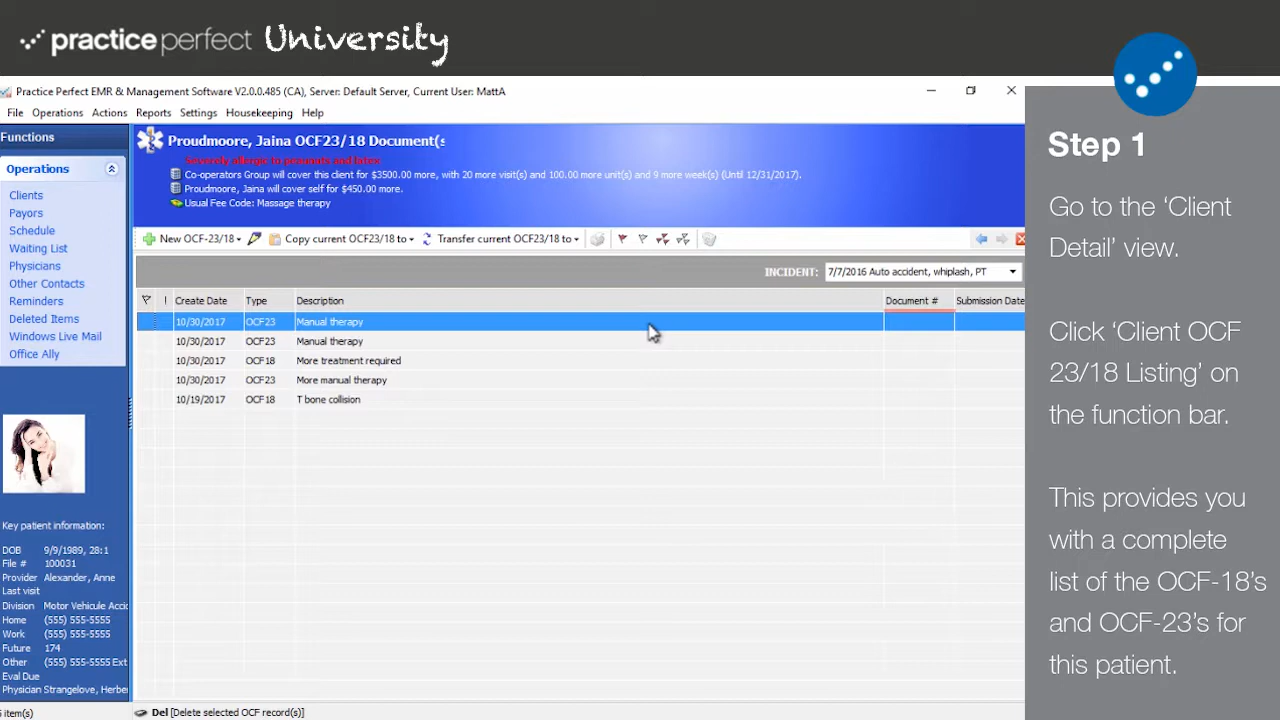 practice perfect University
Practice Perfect EMR & Management Software V2.0.0.485 (CA), Server: Default Server, Current User: MattA
File Operations Actions Reports Settings Housekeeping Help
Functions
Operations
Clients
Payors
Schedule
Waiting List
Physicians
Other Contacts
Reminders
Deleted Items
Windows Live Mail
Office Ally
Key patient information:
DOB 9/9/1989, 28:1
File # 100031
Provider Alexander, Anne
Last visit
Division Motor Vehicule Accid
Home (555) 555-5555
Work (555) 555-5555
Future 174
Other (555) 555-5555 Ext
Eval Due
Physician Strangelove, Herber
item(s)
Proudmoore, Jaina OCF23/18 Document(s
Severely allergic to peanuts and latex
Co-operators Group will cover this client for $3500.00 more, with 20 more visit(s) and 100.00 more unit(s) and 9 more week(s) (Until 12/31/2017).
Proudmoore, Jaina will cover self for $450.00 more.
Usual Fee Code: Massage therapy
New OCF-23/18 Copy current OCF23/18 to Transfer current OCF23/18 to
INCIDENT: 7/7/2016 Auto accident, whiplash, PT
! Create Date Type Description Document # Submission Date
10/30/2017 OCF23 Manual therapy
10/30/2017 OCF23 Manual therapy
10/30/2017 OCF18 More treatment required
10/30/2017 OCF23 More manual therapy
10/19/2017 OCF18 T bone collision
Del [Delete selected OCF record(s)]
Step 1
Go to the ‘Client
Detail’ view.
Click ‘Client OCF
23/18 Listing’ on
the function bar.
This provides you
with a complete
list of the OCF-18’s
and OCF-23’s for
this patient.